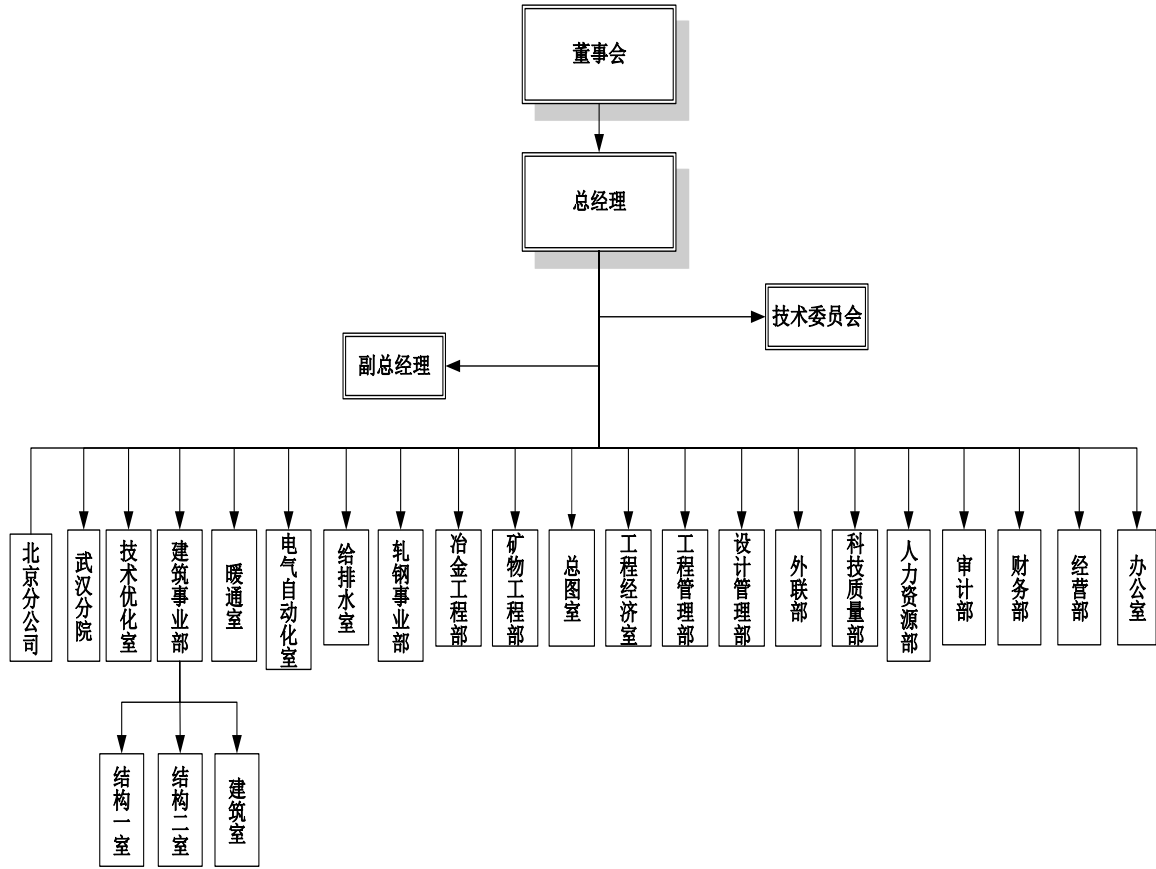 董事会
总经理
技术委员会
副总经理
北京分公司
武汉分院
技术优化室
建筑事业部
暖通室
电气自动化室
给排水室
轧钢事业部
冶金工程部
矿物工程部
总图室
工程经济室
工程管理部
设计管理部
外联部
科技质量部
人力资源部
审计部
财务部
经营部
办公室
结构一室
结构二室
建筑室